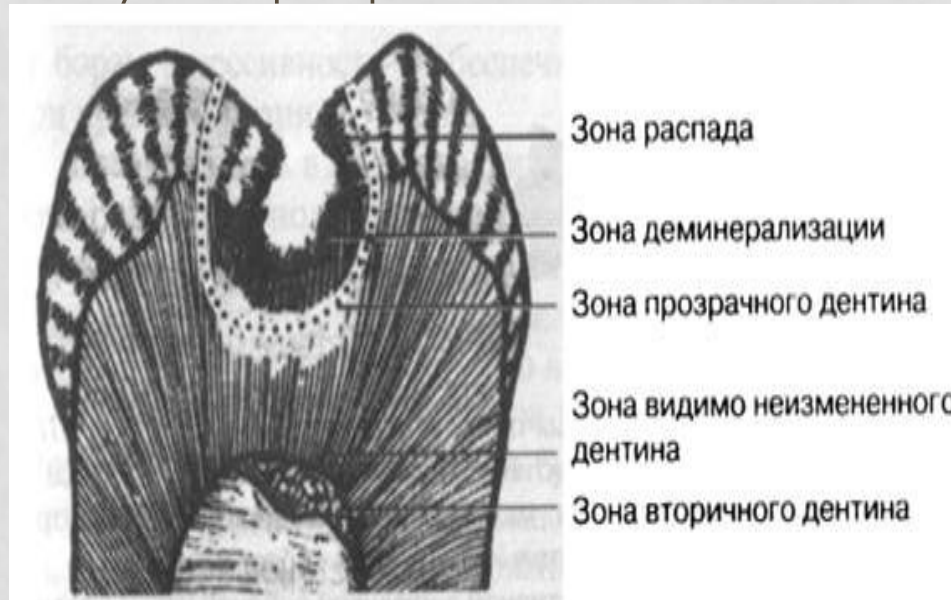 Зона распада
Зона деминерализации
Зона прозрачного дентина
Зона видимо неизмененного
дентина
Зона вторичного дентина